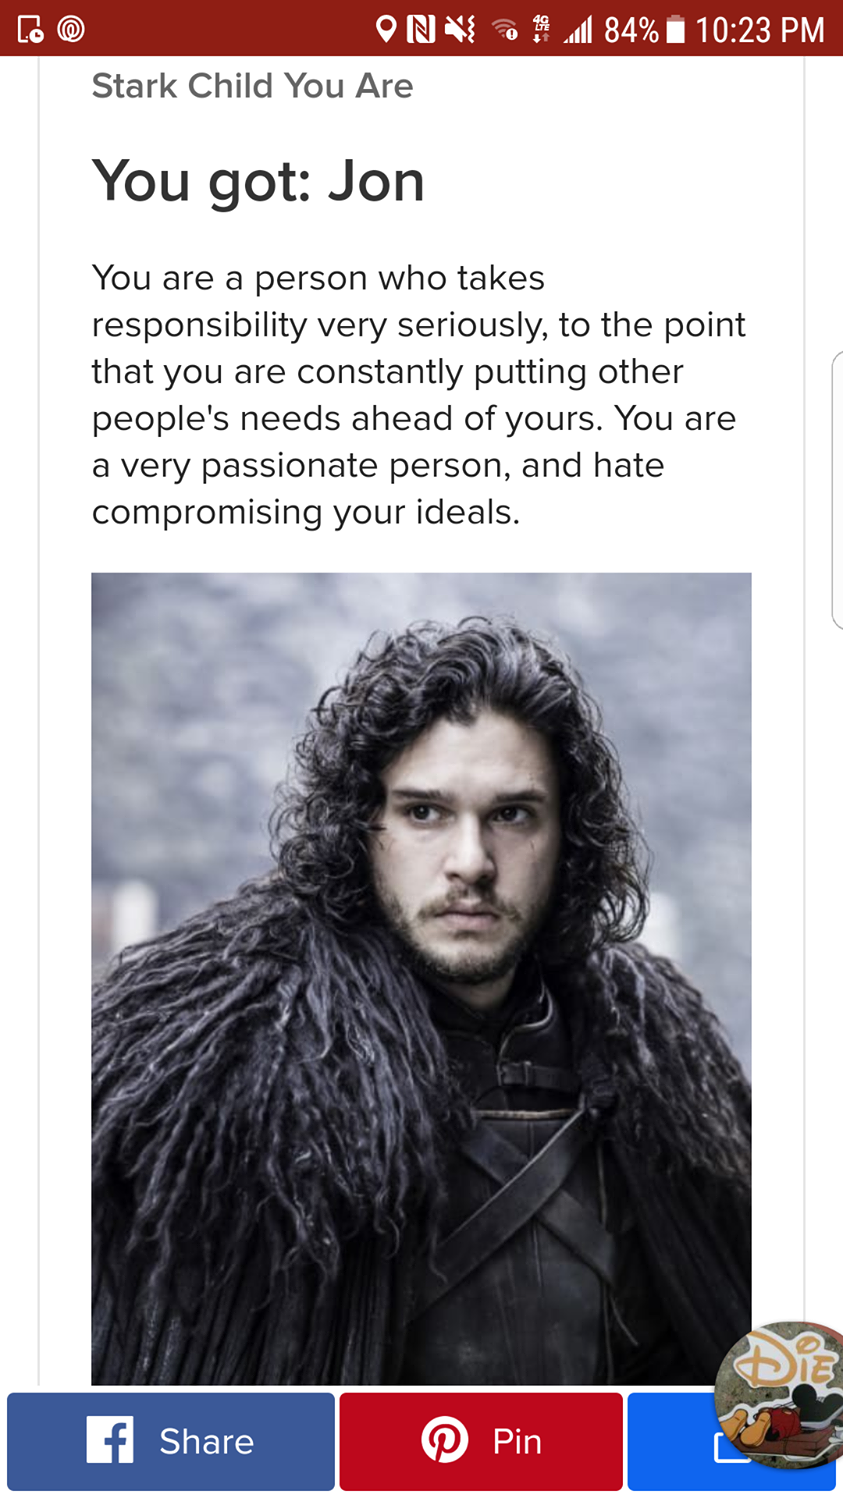 4G
LTE
84%
10:23 PM
Stark Child You Are
You got: Jon
You are a person who takes
responsibility very seriously, to the point
that you are constantly putting other
people's needs ahead of yours. You are
a very passionate person, and hate
compromising your ideals.
DiE
Share
Pin